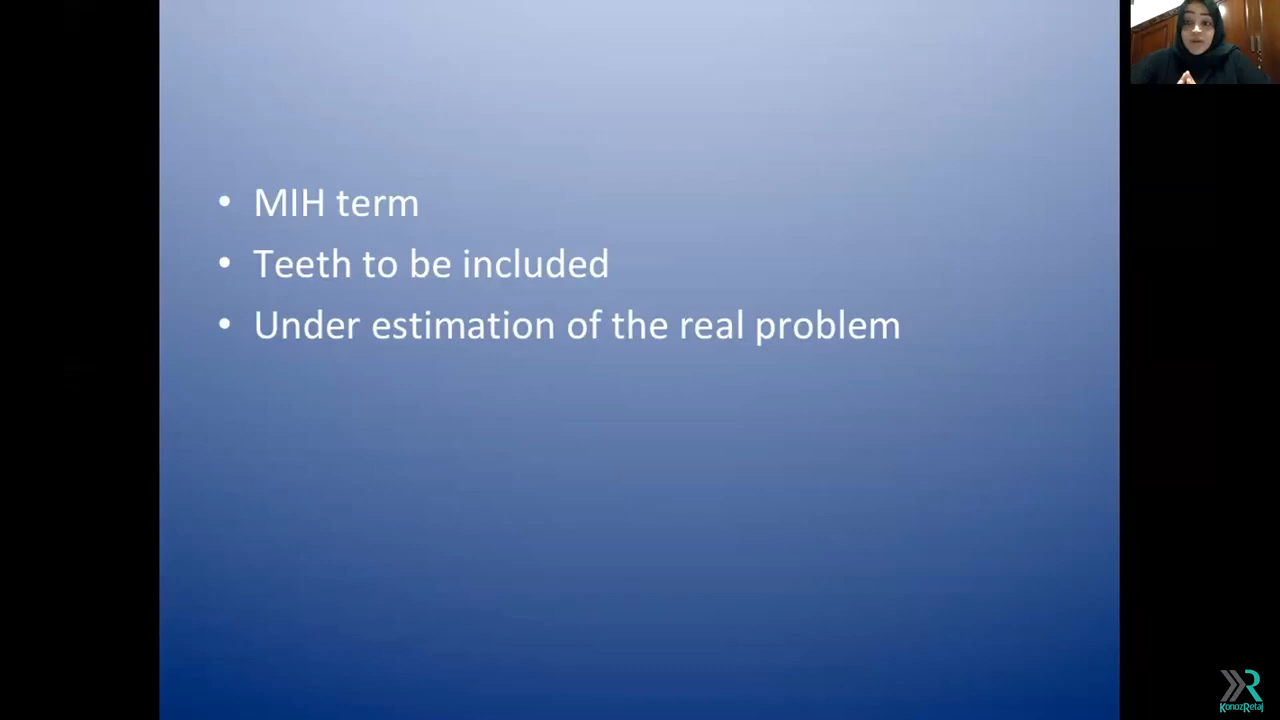 • MIH term
• Teeth to be included
• Under estimation of the real problem
KonozRetaj